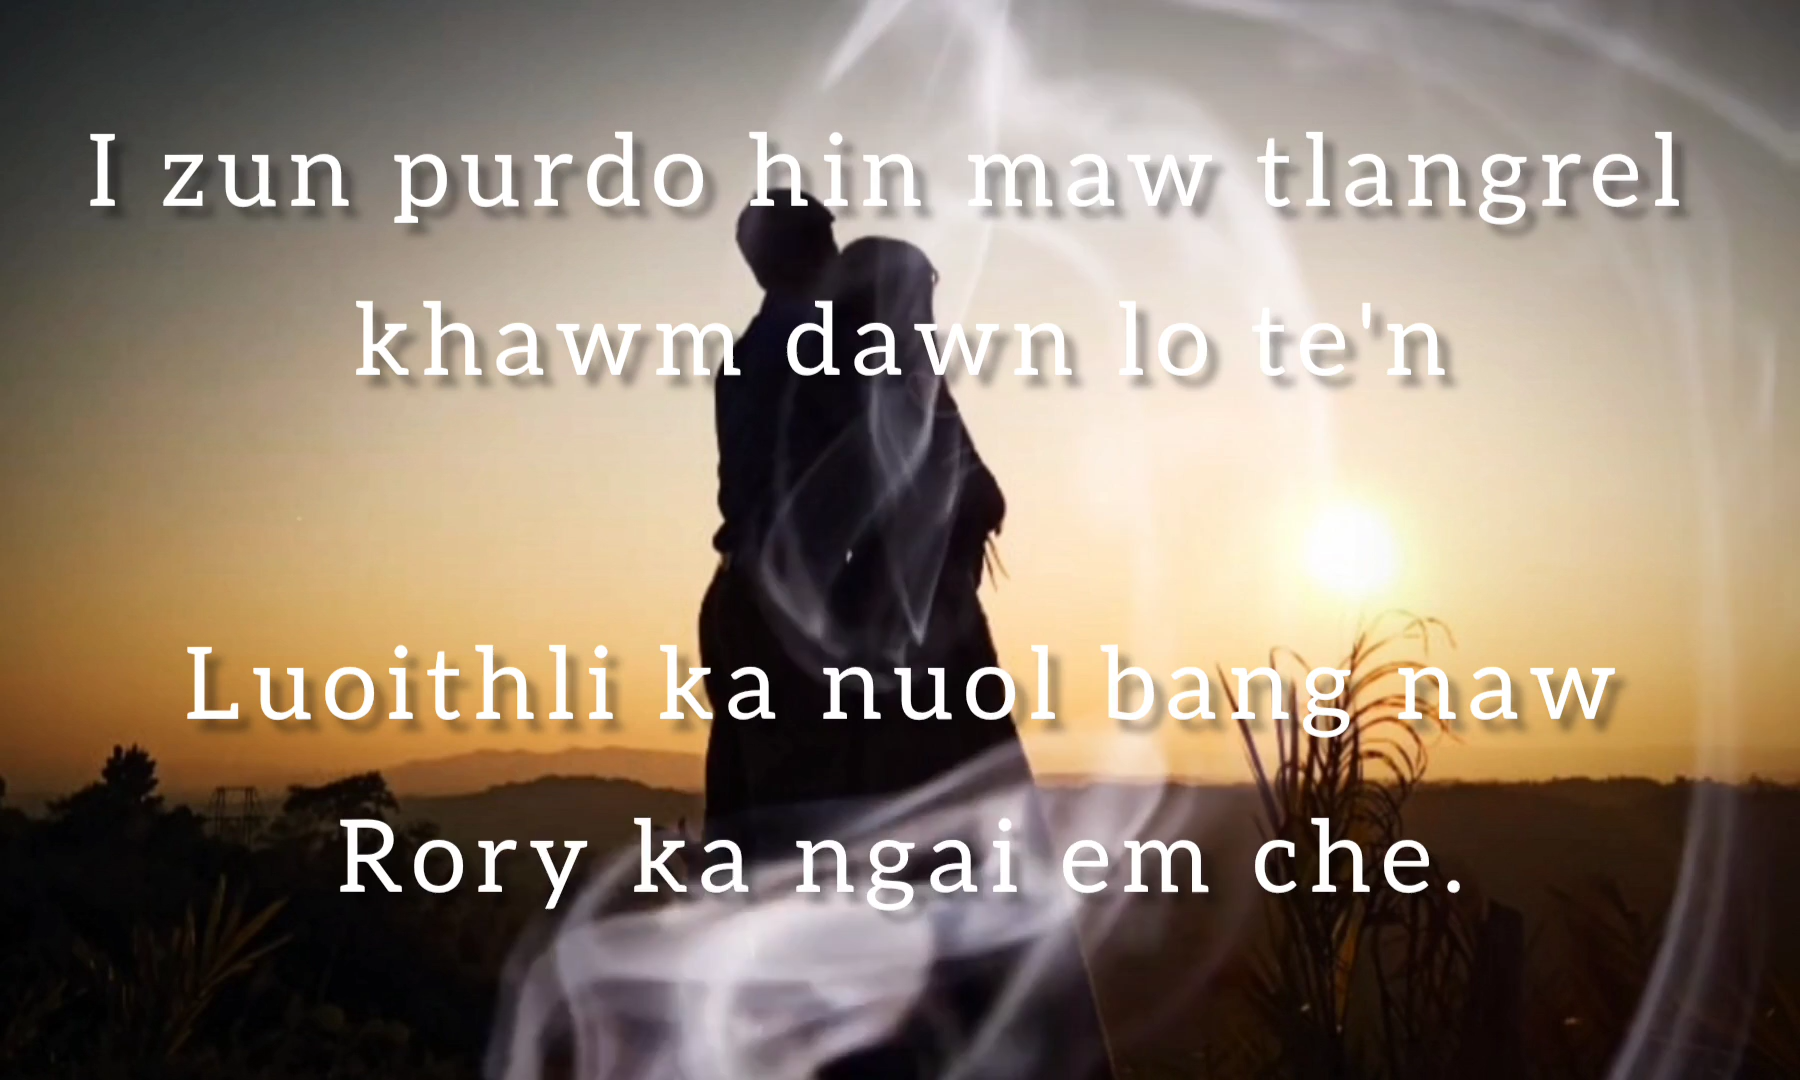 I zun purdo hin maw tlangrel
khawm dawn lo te'n
Luoithli ka nuol bang naw
Rory ka ngai em che.